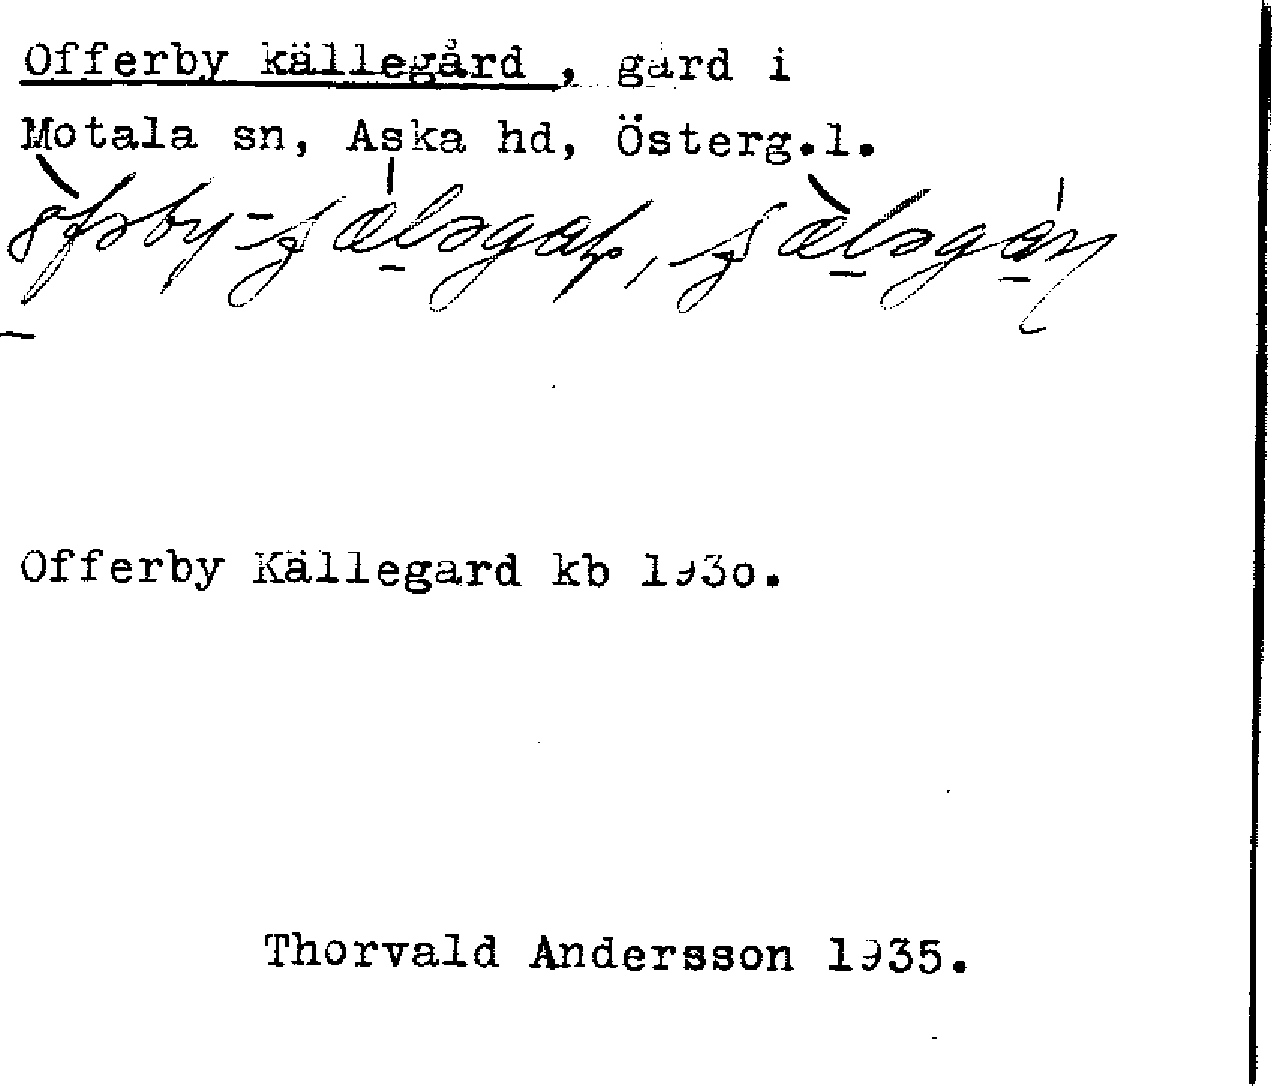 Offerby källegård , gård i
Motala sn, Aska hd, Österg.l.
Offerby Källegard kb 1930.
Thorvald Andersson 1935.